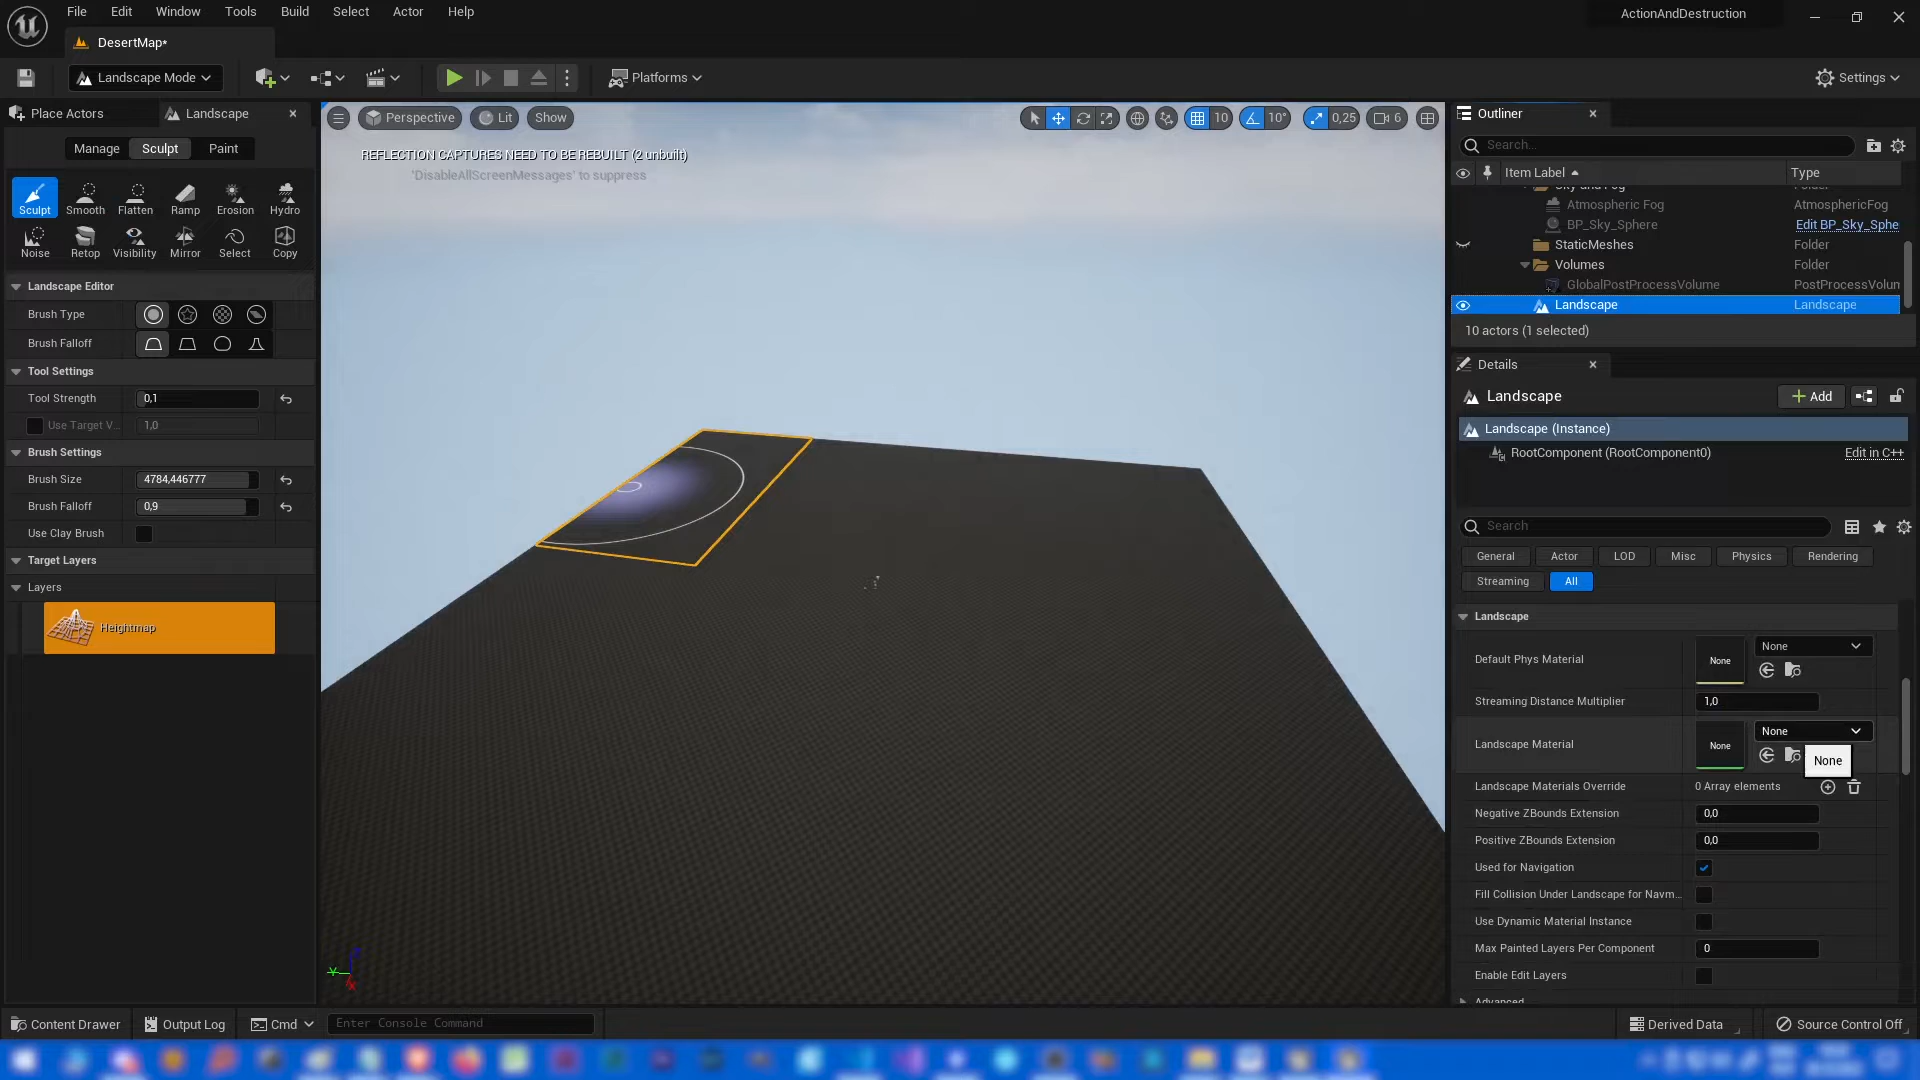 File Edit Window Tools Build Select Actor Help
ActionAndDestruction
DesertMap*
Landscape Mode
Platforms
Settings
Place Actors
Landscape
Manage Sculpt Paint
Sculpt Smooth Flatten Ramp Erosion Hydro
Noise Retop Visibility Mirror Select Copy
Landscape Editor
Brush Type
Brush Falloff
Tool Settings
Tool Strength 0,1
Use Target V... 1,0
Brush Settings
Brush Size 4784,446777
Brush Falloff 0,9
Use Clay Brush
Target Layers
Layers
Heightmap
Perspective Lit Show
10 10° 0,25 6
REFLECTION CAPTURES NEED TO BE REBUILT (2 unbuilt)
'DisableAllScreenMessages' to suppress
Y
X
Outliner
Search...
Item Label Type
Sky and Fog Folder
Atmospheric Fog AtmosphericFog
BP_Sky_Sphere Edit BP_Sky_Sphe
StaticMeshes Folder
Volumes Folder
GlobalPostProcessVolume PostProcessVolun
Landscape Landscape
10 actors (1 selected)
Details
Landscape
Add
Landscape (Instance)
RootComponent (RootComponent0) Edit in C++
Search
General Actor LOD Misc Physics Rendering
Streaming All
Landscape
Default Phys Material None None
Streaming Distance Multiplier 1,0
Landscape Material None None
None
Landscape Materials Override 0 Array elements
Negative ZBounds Extension 0,0
Positive ZBounds Extension 0,0
Used for Navigation
Fill Collision Under Landscape for Navm...
Use Dynamic Material Instance
Max Painted Layers Per Component 0
Enable Edit Layers
Advanced
Content Drawer Output Log Cmd Enter Console Command
Derived Data Source Control Off